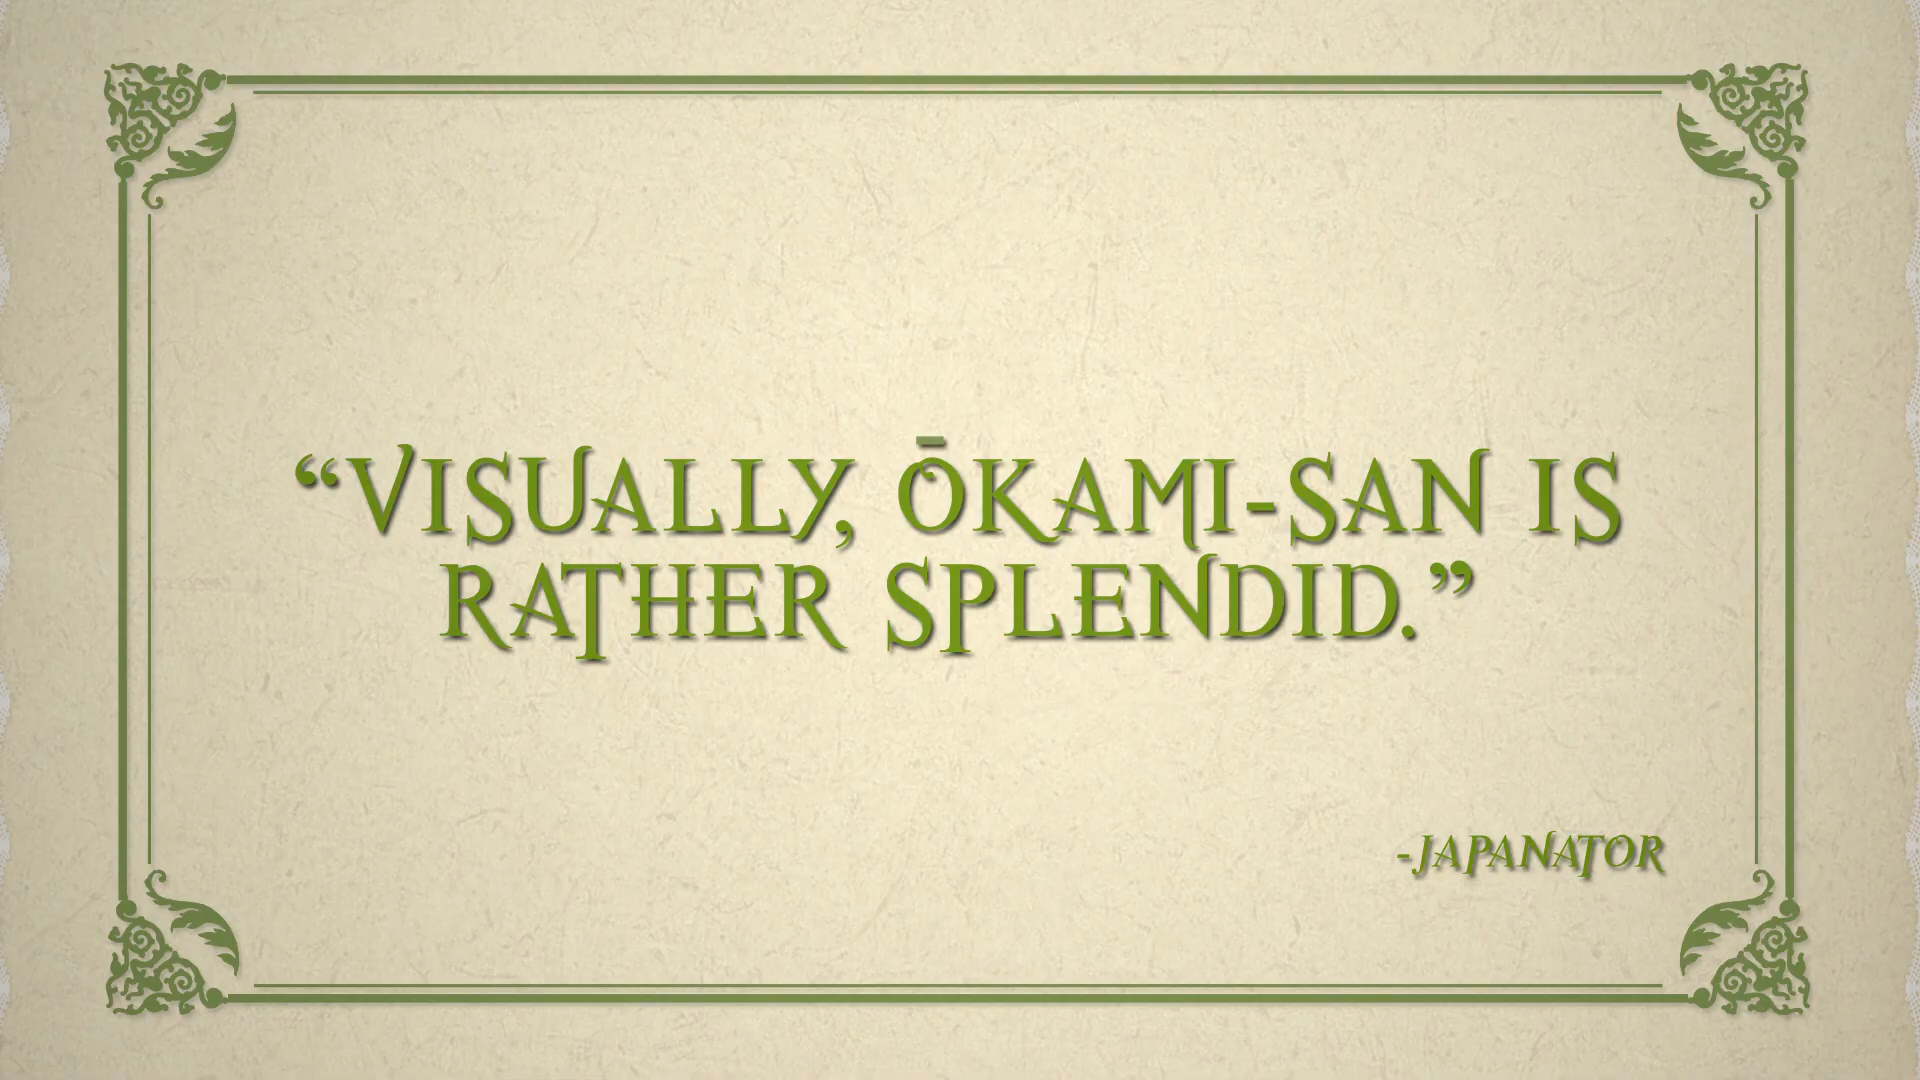 “VISUALLY, ŌKAMI-SAN IS
RATHER SPLENDID.”
-JAPANATOR